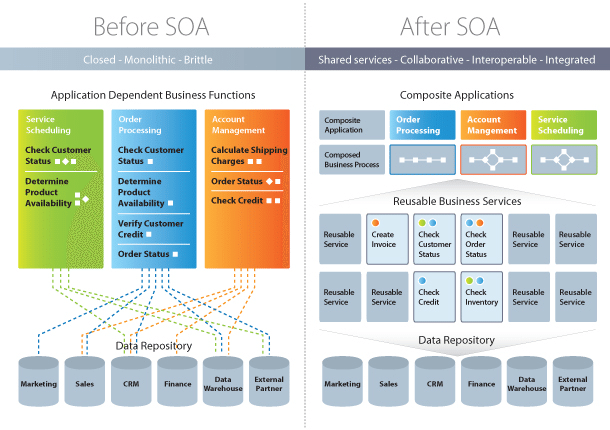 Before SOA
Closed - Monolithic - Brittle
Application Dependent Business Functions
Service
Scheduling
Check Customer
Status
Determine
Product
Availability
Order
Processing
Check Customer
Status
Determine
Product
Availability
Verify Customer
Credit
Order Status
Account
Management
Calculate Shipping
Charges
Order Status
Check Credit
Data Repository
Marketing
Sales
CRM
Finance
Data
Warehouse
External
Partner
After SOA
Shared services - Collaborative - Interoperable - Integrated
Composite Applications
Composite
Application
Order
Processing
Account
Mangement
Service
Scheduling
Composed
Business Process
Reusable Business Services
Reusable
Service
Create
Invoice
Check
Customer
Status
Check
Order
Status
Reusable
Service
Reusable
Service
Reusable
Service
Reusable
Service
Check
Credit
Check
Inventory
Reusable
Service
Reusable
Service
Data Repository
Marketing
Sales
CRM
Finance
Data
Warehouse
External
Partner